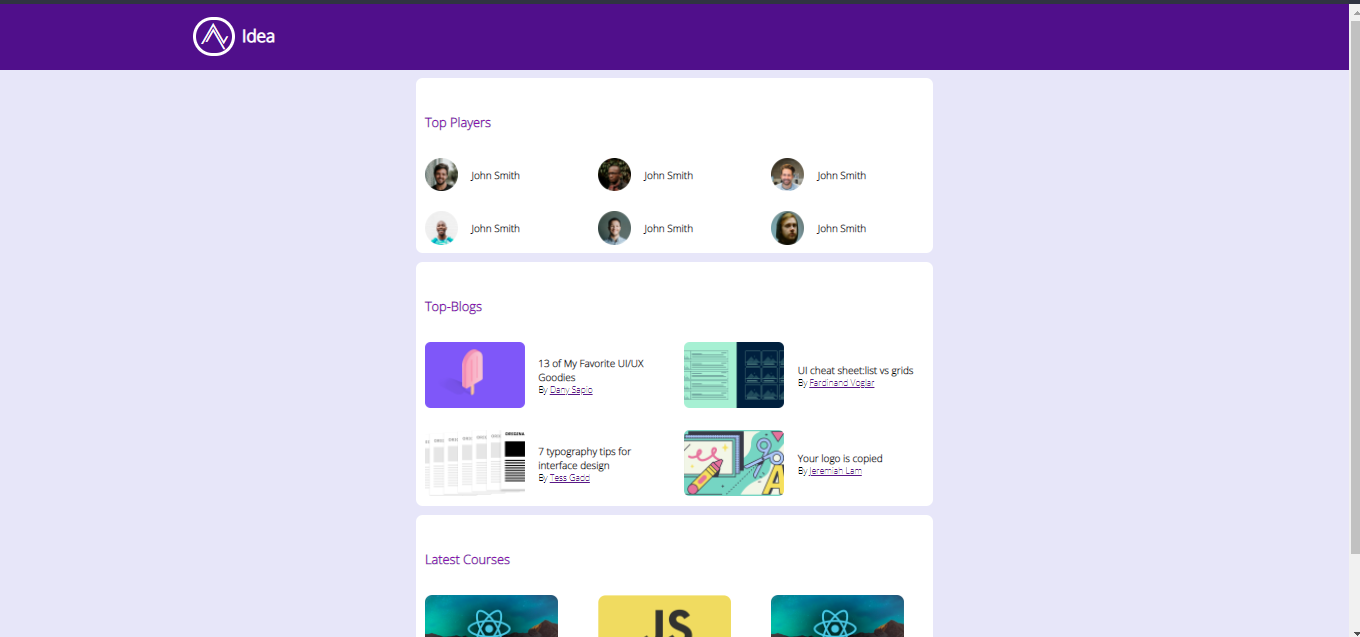 Idea
Top Players
John Smith
John Smith
John Smith
John Smith
John Smith
John Smith
Top-Blogs
13 of My Favorite UI/UX
Goodies
By Dany Sapio
UI cheat sheet:list vs grids
By Ferdinand Voglar
ORIGINA
7 typography tips for
interface design
By Tess Gadd
Your logo is copied
By Jeremiah Lam
A
Latest Courses
JS